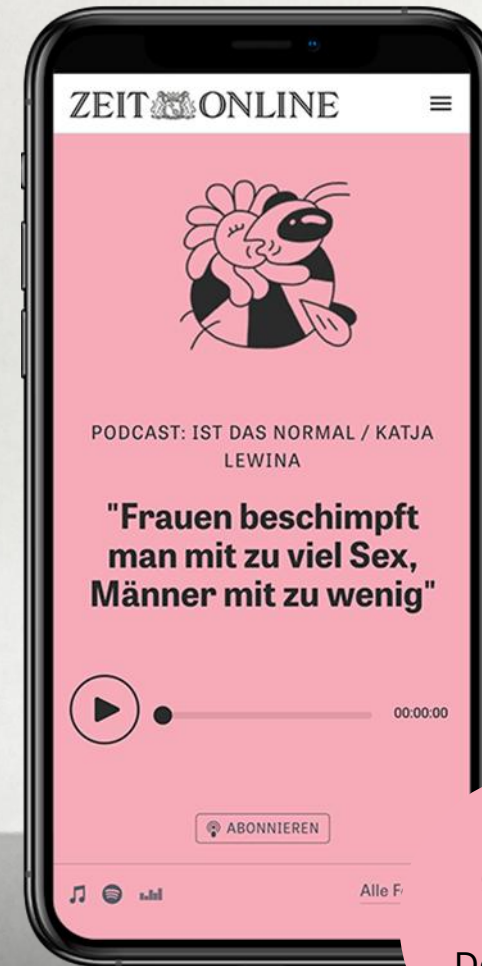 ZEIT ONLINE
PODCAST: IST DAS NORMAL / KATJA
LEWINA
"Frauen beschimpft
man mit zu viel Sex,
Männer mit zu wenig"
00:00:00
ABONNIEREN
Alle